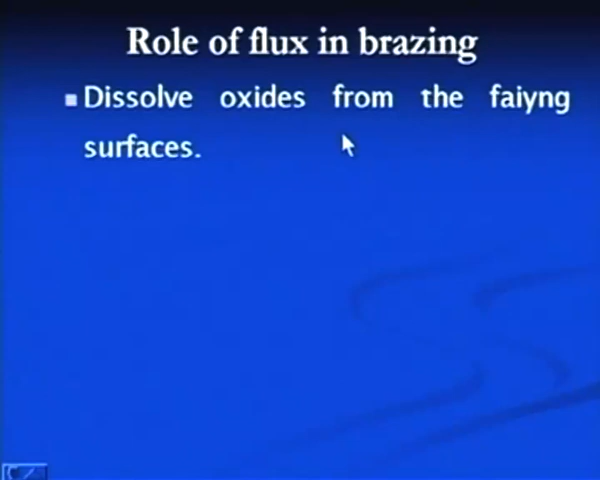 Role of flux in brazing
Dissolve oxides from the faiyng
surfaces.